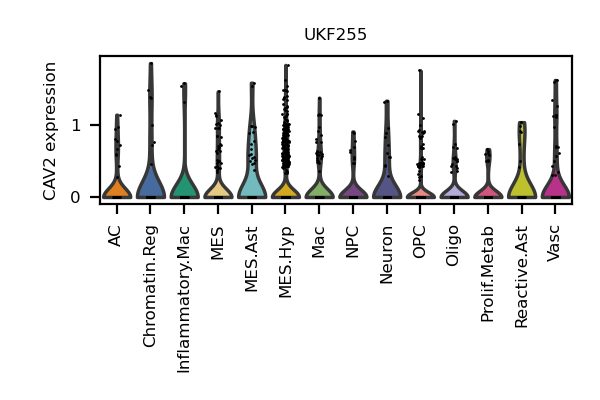 UKF255
CAV2 expression
1
0
AC
Chromatin.Reg
Inflammatory.Mac
MES
MES.Ast
MES.Hyp
Mac
NPC
Neuron
OPC
Oligo
Prolif.Metab
Reactive.Ast
Vasc